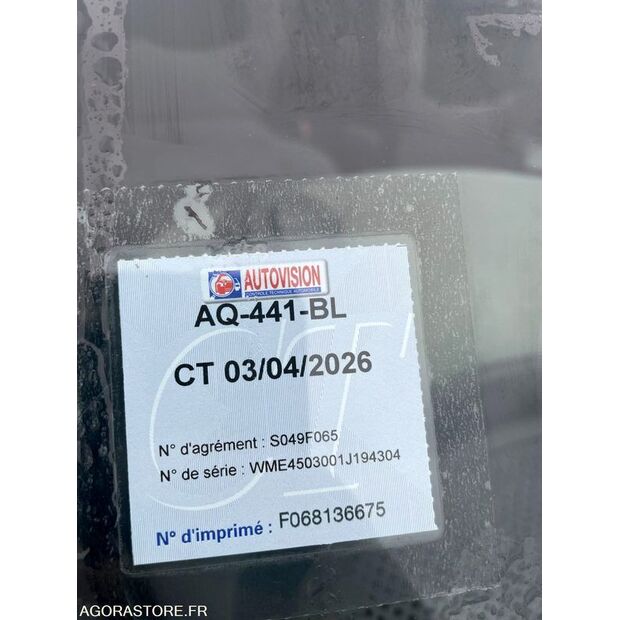 AUTOVISION
CONTRÔLE TECHNIQUE AUTOMOBILE
AQ-441-BL
CT 03/04/2026
N° d'agrément : S049F065
N° de série : WME4503001J194304
N° d'imprimé : F068136675
AGORASTORE.FR